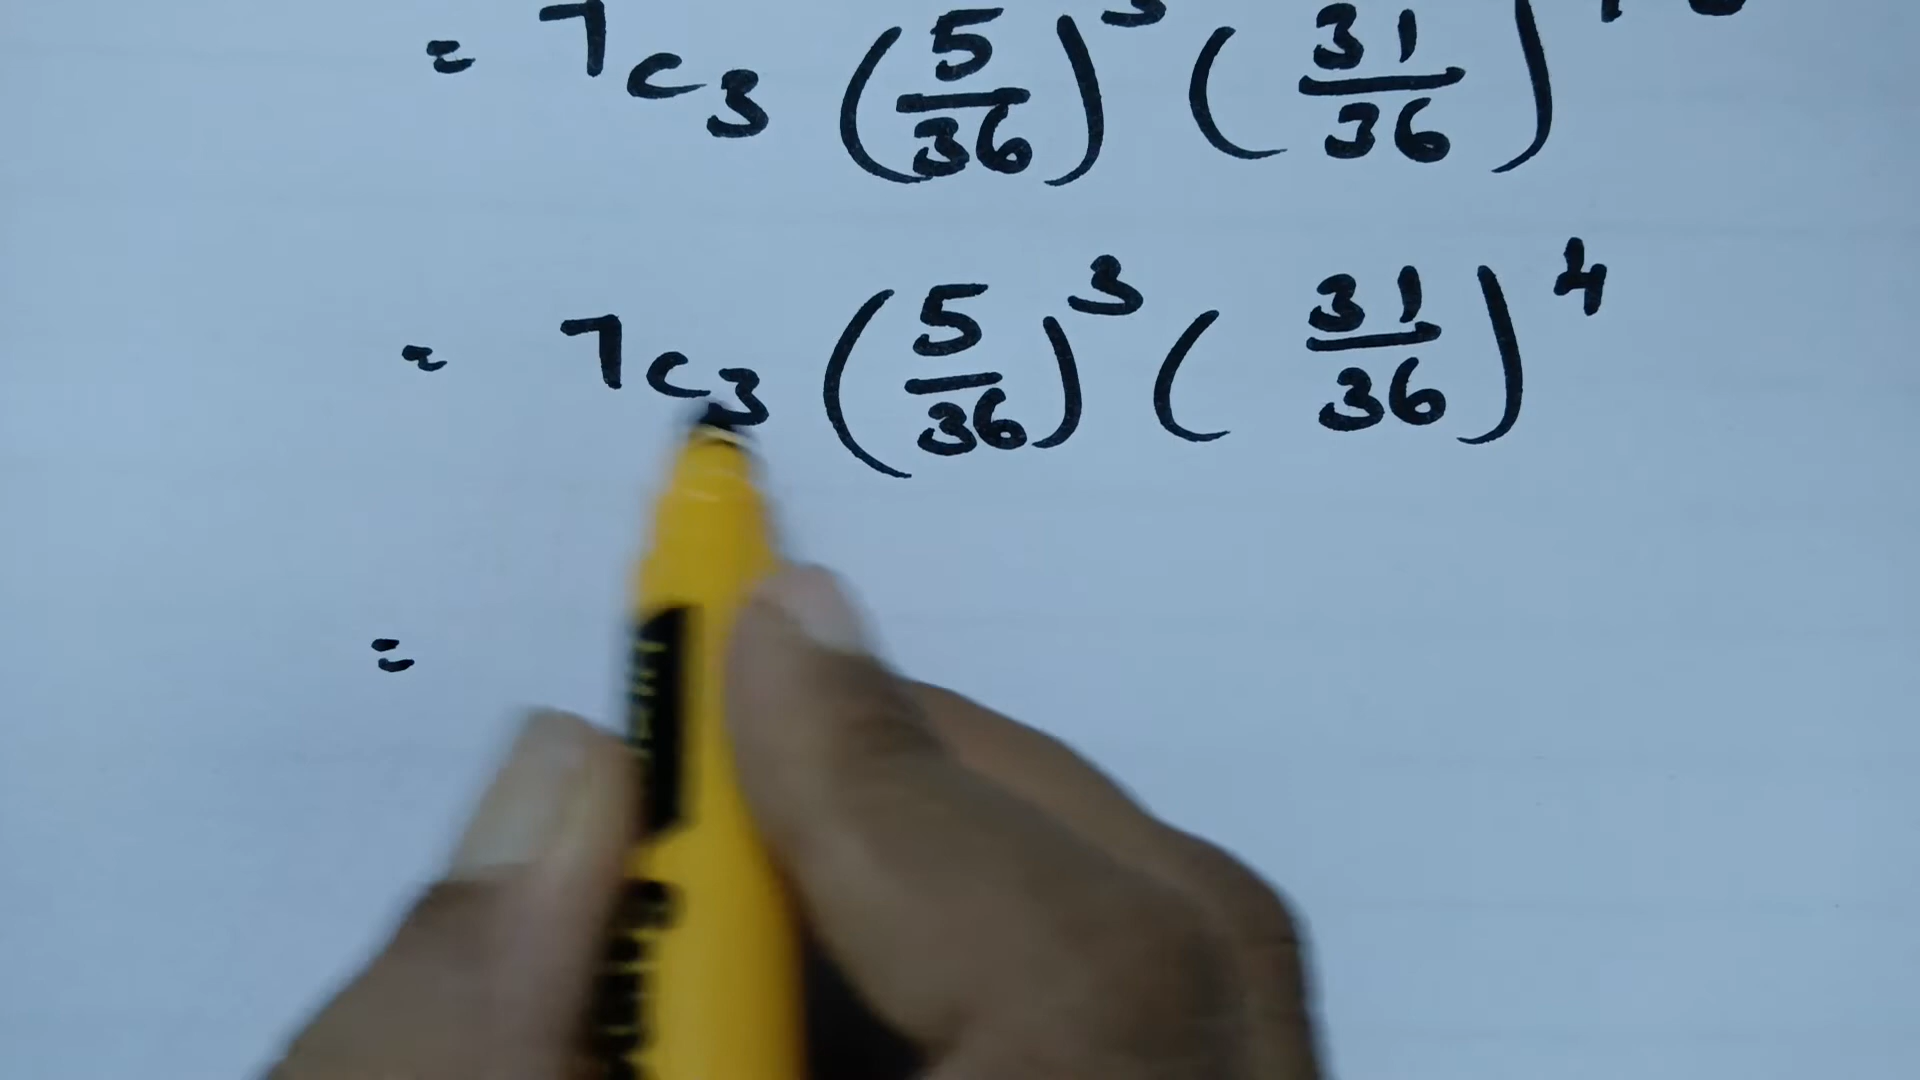 = ⁷C₃ (5/36)³ (31/36)
= ⁷C₃ (5/36)³ (31/36)⁴
=